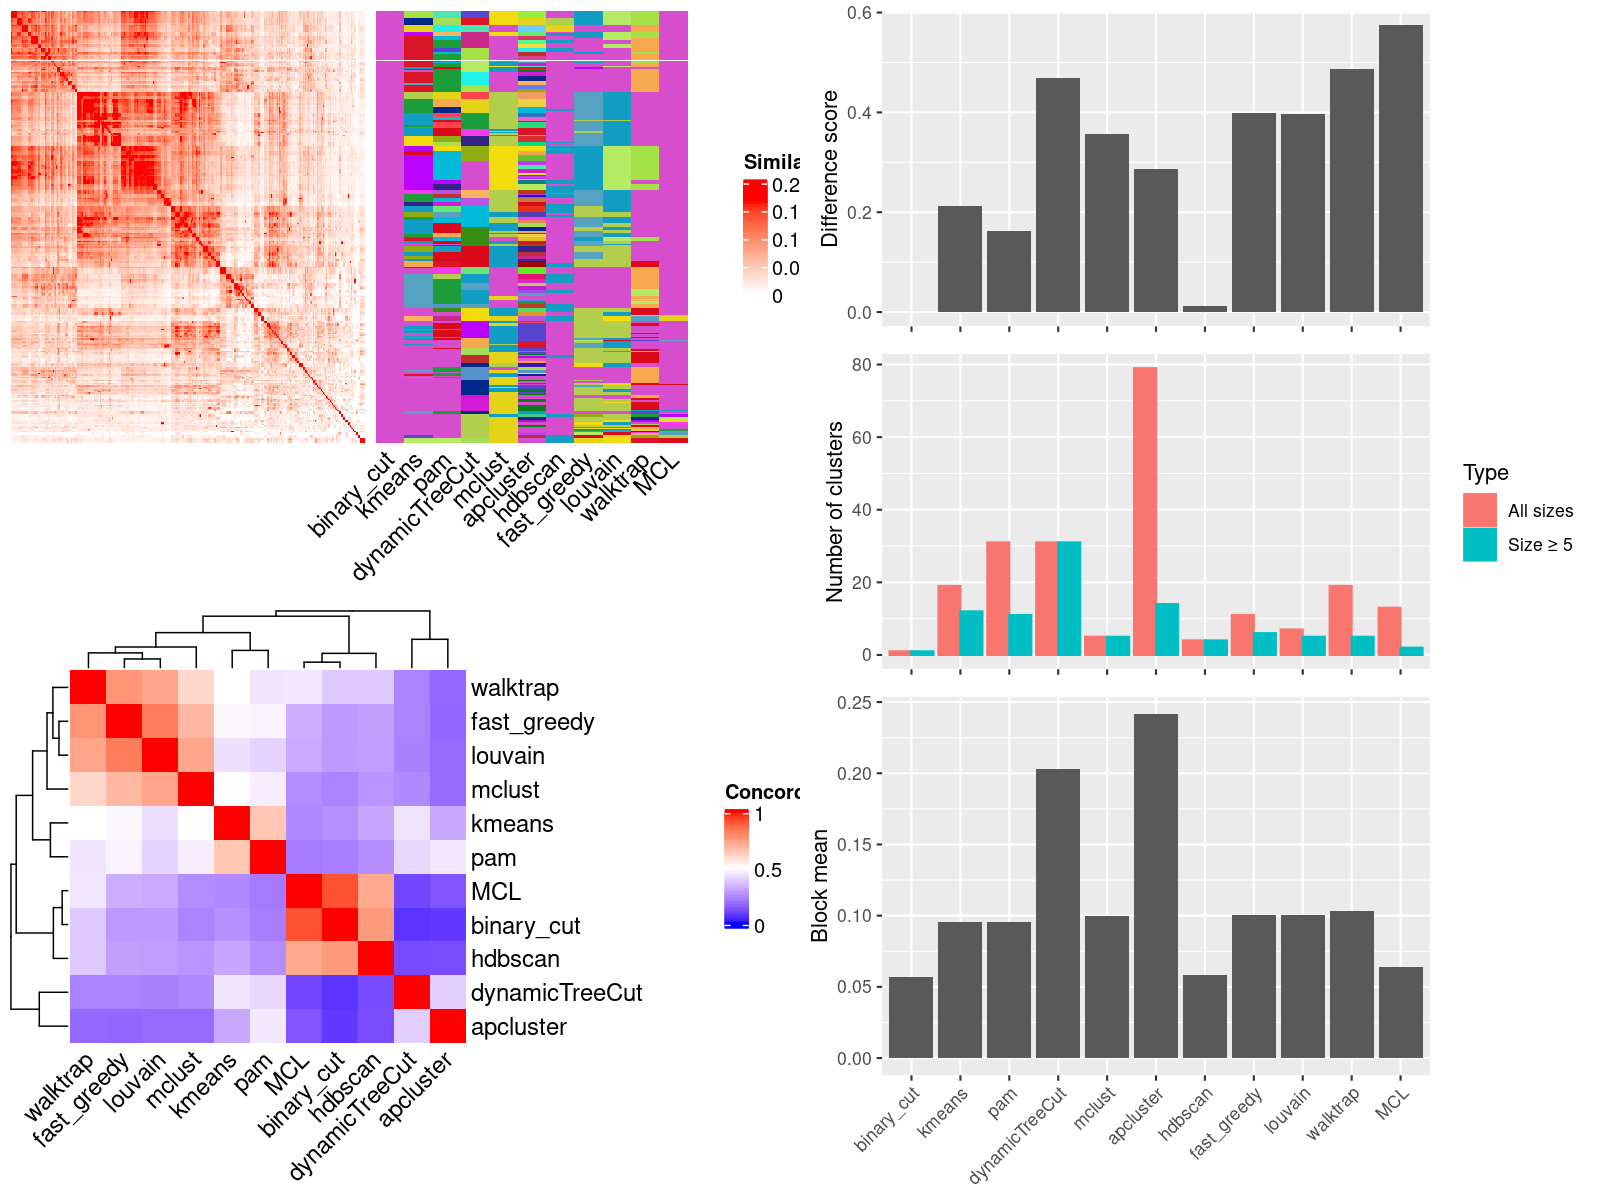 Simila
0.2
0.1
0.1
0.0
0
binary_cut
kmeans
pam
dynamicTreeCut
mclust
apcluster
hdbscan
fast_greedy
louvain
walktrap
MCL
walktrap
fast_greedy
louvain
mclust
kmeans
pam
MCL
binary_cut
hdbscan
dynamicTreeCut
apcluster
walktrap
fast_greedy
louvain
mclust
kmeans
pam
MCL
binary_cut
hdbscan
dynamicTreeCut
apcluster
Concord
1
0.5
0
Difference score
0.6
0.4
0.2
0.0
Number of clusters
80
60
40
20
0
Type
All sizes
Size ≥ 5
Block mean
0.25
0.20
0.15
0.10
0.05
0.00
binary_cut
kmeans
pam
dynamicTreeCut
mclust
apcluster
hdbscan
fast_greedy
louvain
walktrap
MCL